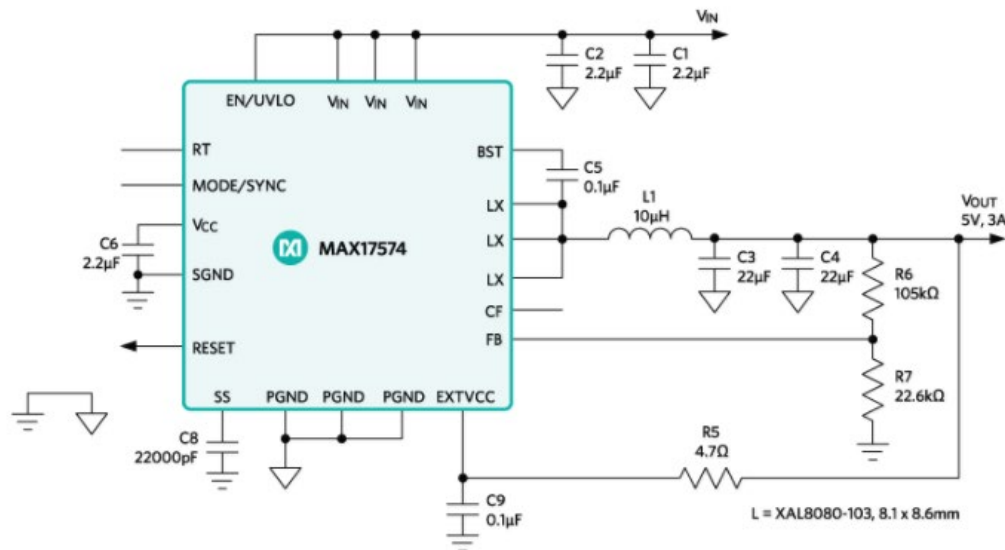 VIN
C2
2.2µF
C1
2.2µF
EN/UVLO VIN VIN VIN
RT
BST
C5
0.1µF
MODE/SYNC
LX
L1
10µH
VOUT
5V, 3A
VCC
C6
2.2µF
MAX17574
LX
C3
22µF
C4
22µF
R6
105kΩ
SGND
LX
CF
RESET
FB
R7
22.6kΩ
SS PGND PGND PGND EXTVCC
C8
22000pF
R5
4.7Ω
C9
0.1µF
L = XAL8080-103, 8.1 x 8.6mm